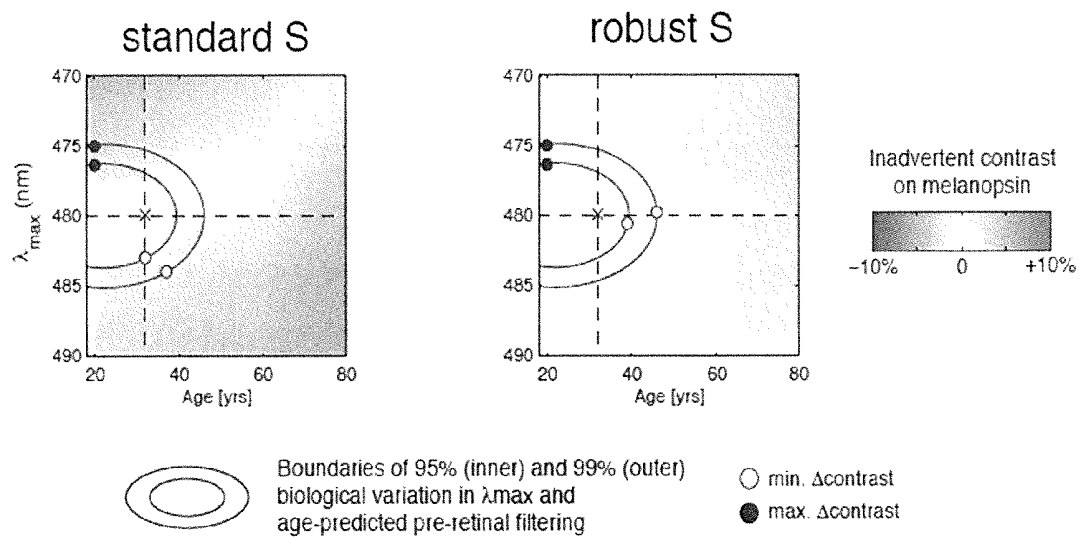 standard S
robust S
470
475
480
485
490
λmax (nm)
20
40
60
80
Age [yrs]
470
475
480
485
490
20
40
60
80
Age [yrs]
Inadvertent contrast
on melanopsin
−10%
0
+10%
Boundaries of 95% (inner) and 99% (outer)
biological variation in λmax and
age-predicted pre-retinal filtering
min. Δcontrast
max. Δcontrast